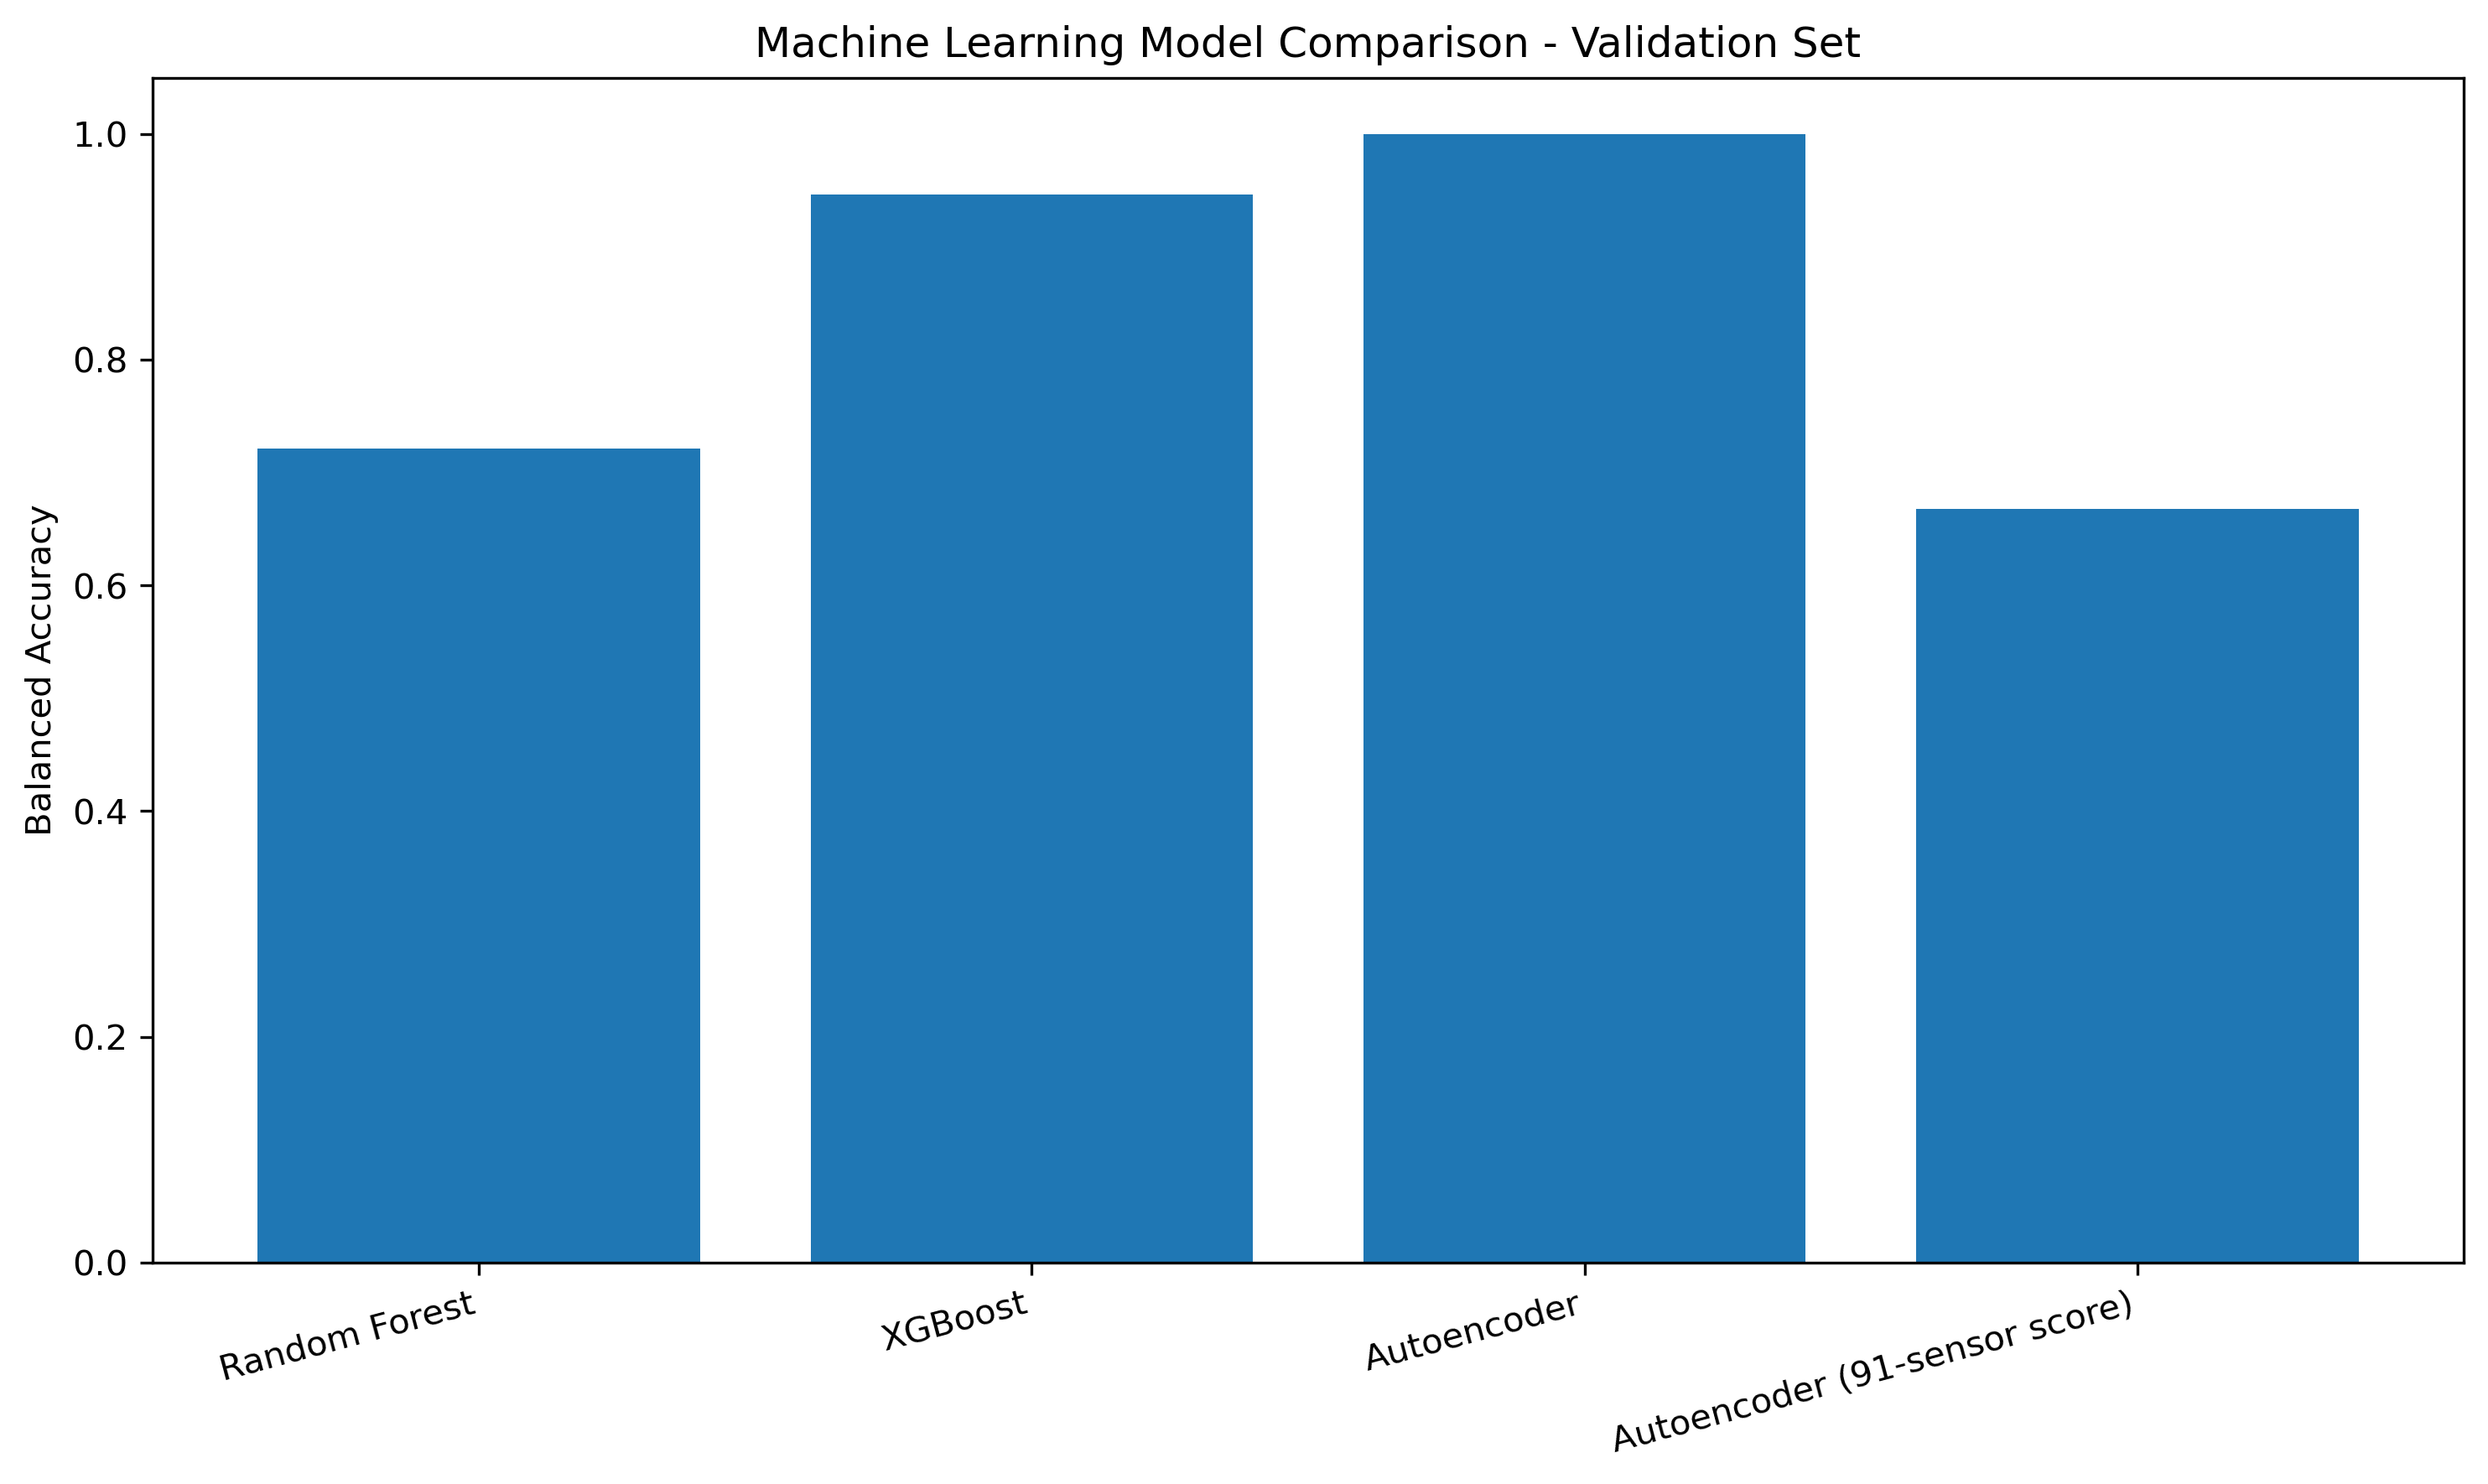 Machine Learning Model Comparison - Validation Set
Balanced Accuracy
1.0
0.8
0.6
0.4
0.2
0.0
Random Forest
XGBoost
Autoencoder
Autoencoder (91-sensor score)